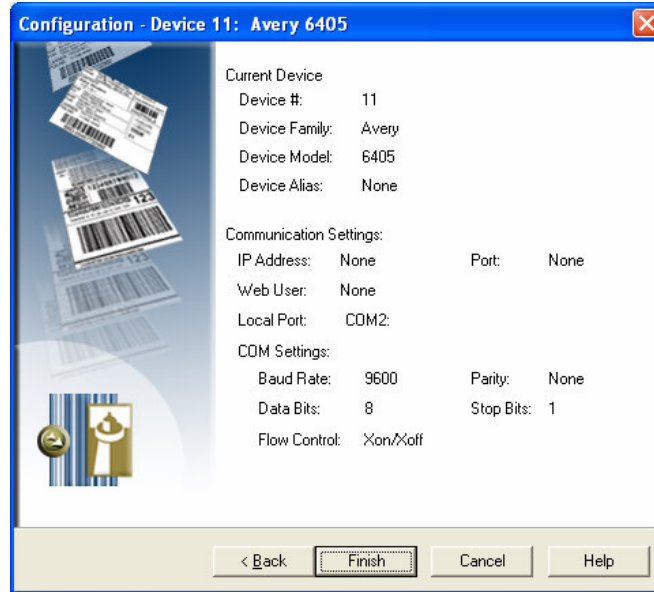 Configuration - Device 11: Avery 6405
Current Device
Device #: 11
Device Family: Avery
Device Model: 6405
Device Alias: None
Communication Settings:
IP Address: None Port: None
Web User: None
Local Port: COM2:
COM Settings:
Baud Rate: 9600 Parity: None
Data Bits: 8 Stop Bits: 1
Flow Control: Xon/Xoff
< Back Finish Cancel Help